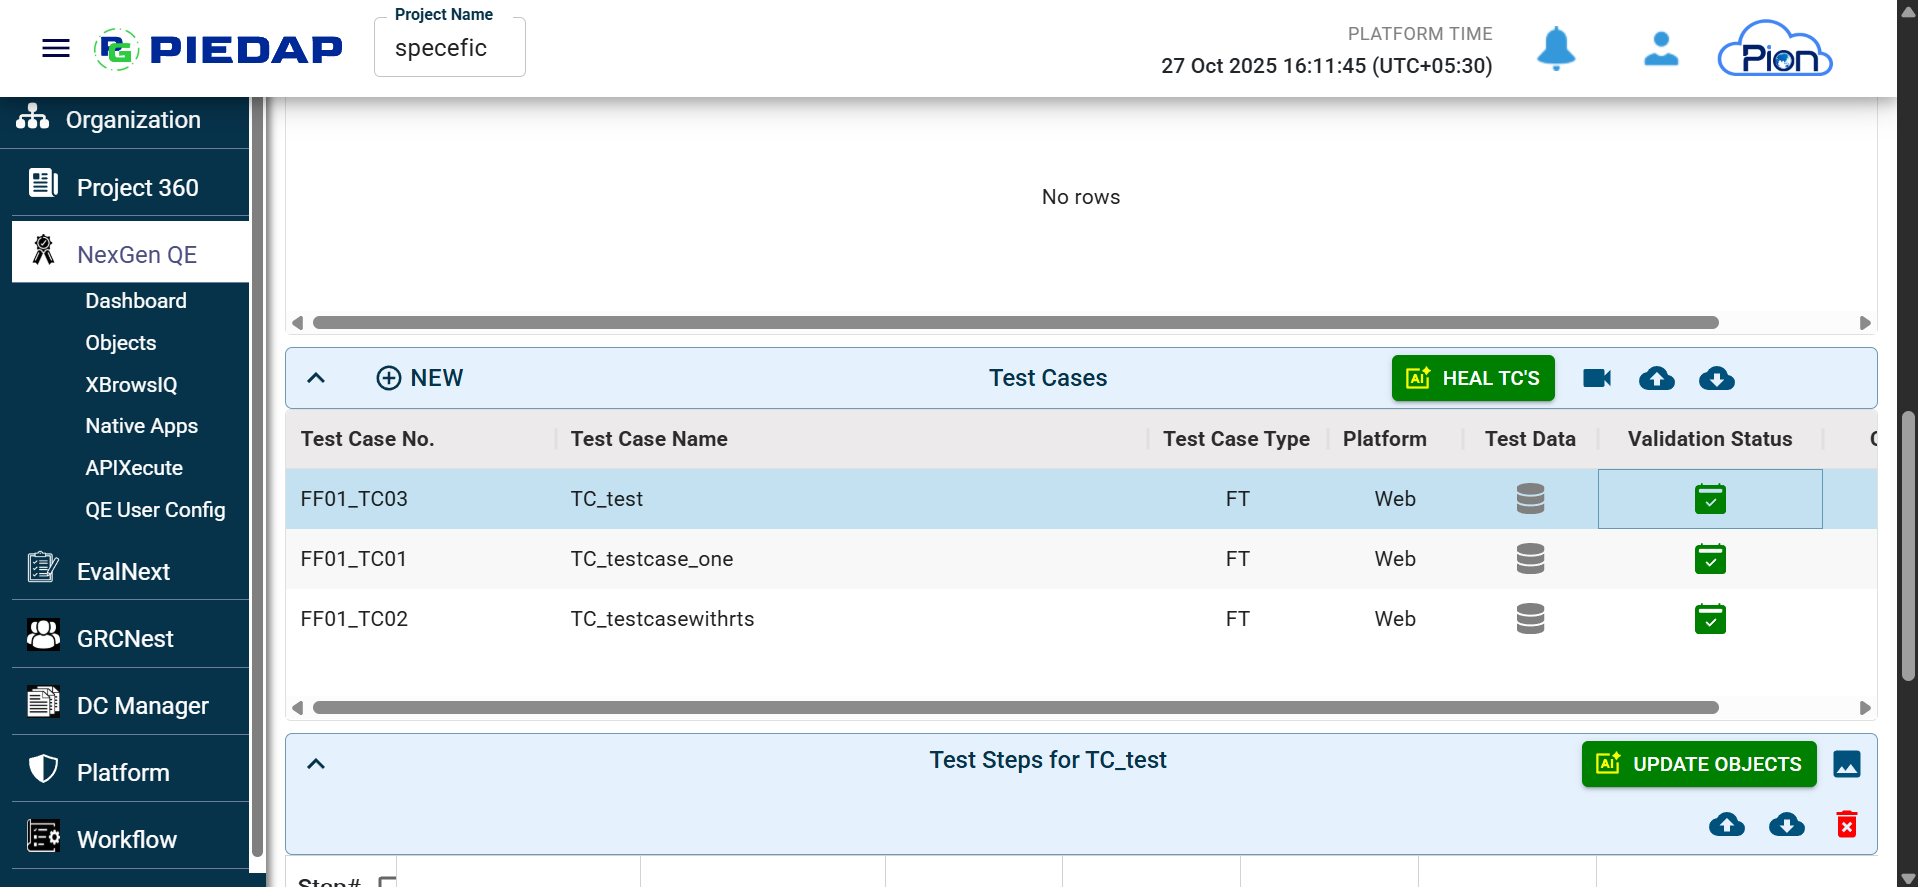 Project Name
PG PIEDAP
specefic
PLATFORM TIME
27 Oct 2025 16:11:45 (UTC+05:30)
Pion
Organization
Project 360
NexGen QE
Dashboard
Objects
XBrowsIQ
Native Apps
APIXecute
QE User Config
EvalNext
GRCNest
DC Manager
Platform
Workflow
No rows
NEW
Test Cases
AI HEAL TC'S
Test Case No. Test Case Name Test Case Type Platform Test Data Validation Status
FF01_TC03 TC_test FT Web
FF01_TC01 TC_testcase_one FT Web
FF01_TC02 TC_testcasewithrts FT Web
Test Steps for TC_test
AI UPDATE OBJECTS
Step#